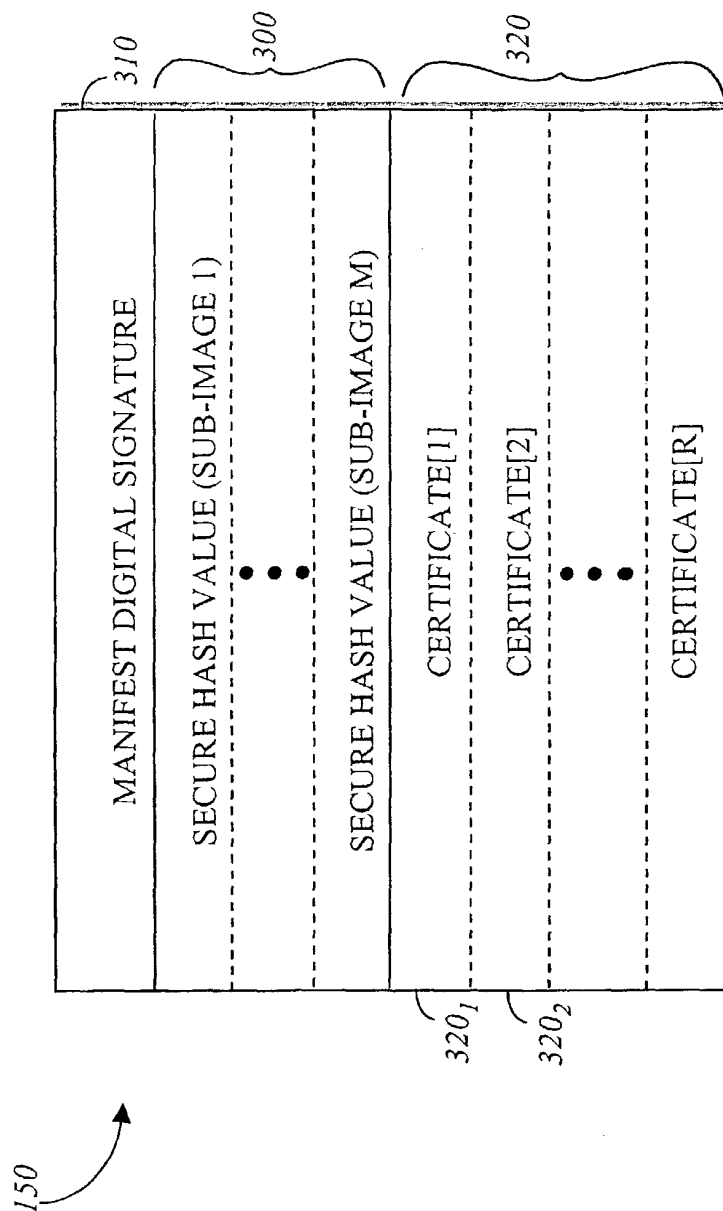 150
310
MANIFEST DIGITAL SIGNATURE
SECURE HASH VALUE (SUB-IMAGE 1)
300
SECURE HASH VALUE (SUB-IMAGE M)
320₁
CERTIFICATE[1]
320₂
CERTIFICATE[2]
320
CERTIFICATE[R]